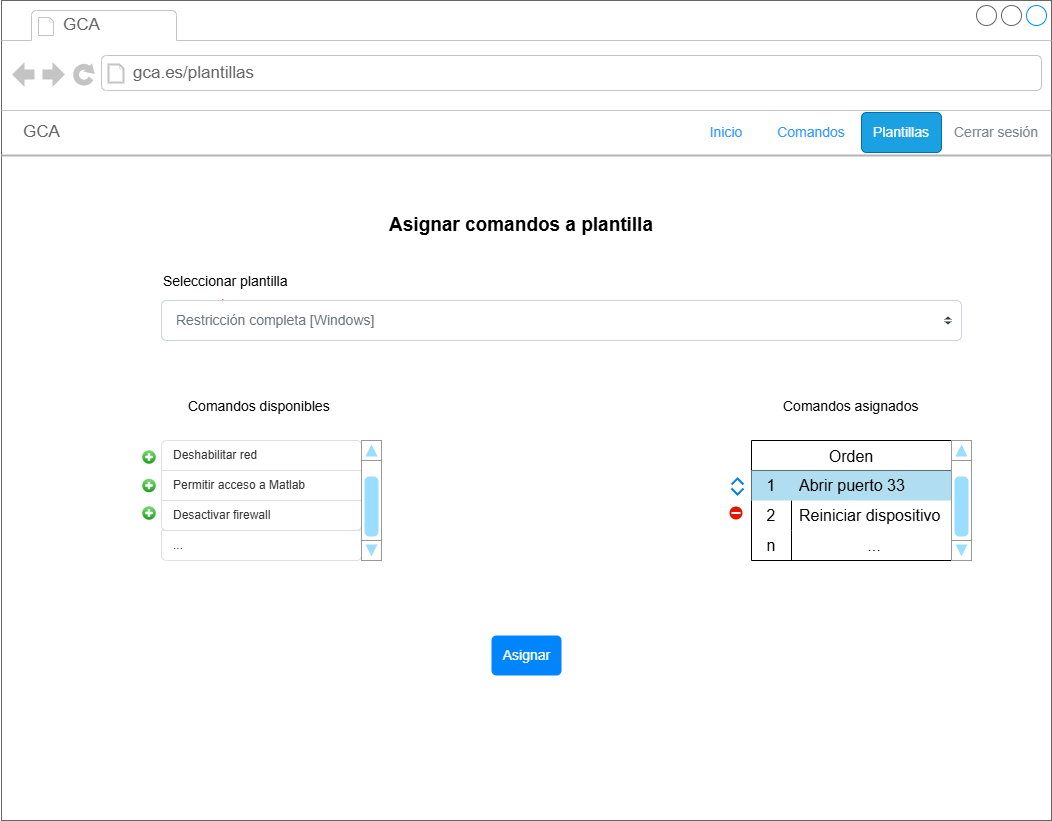 GCA
gca.es/plantillas
GCA
Inicio
Comandos
Plantillas
Cerrar sesión
Asignar comandos a plantilla
Seleccionar plantilla
Restricción completa [Windows]
Comandos disponibles
Deshabilitar red
Permitir acceso a Matlab
Desactivar firewall
...
Comandos asignados
Orden
1 Abrir puerto 33
2 Reiniciar dispositivo
n ...
Asignar